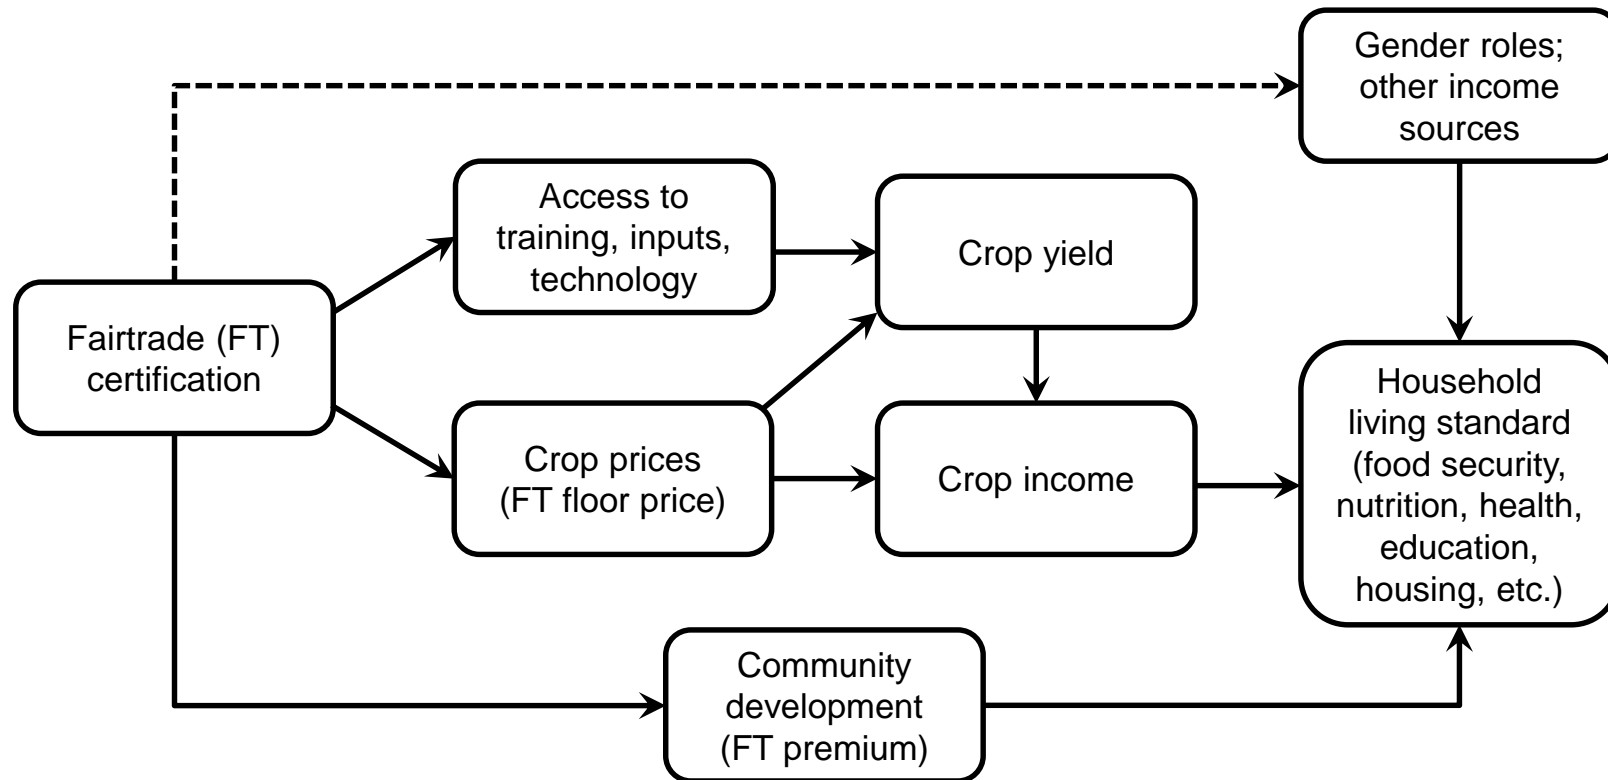 Gender roles;
other income
sources
Access to
training, inputs,
technology
Crop yield
Fairtrade (FT)
certification
Crop prices
(FT floor price)
Crop income
Household
living standard
(food security,
nutrition, health,
education,
housing, etc.)
Community
development
(FT premium)